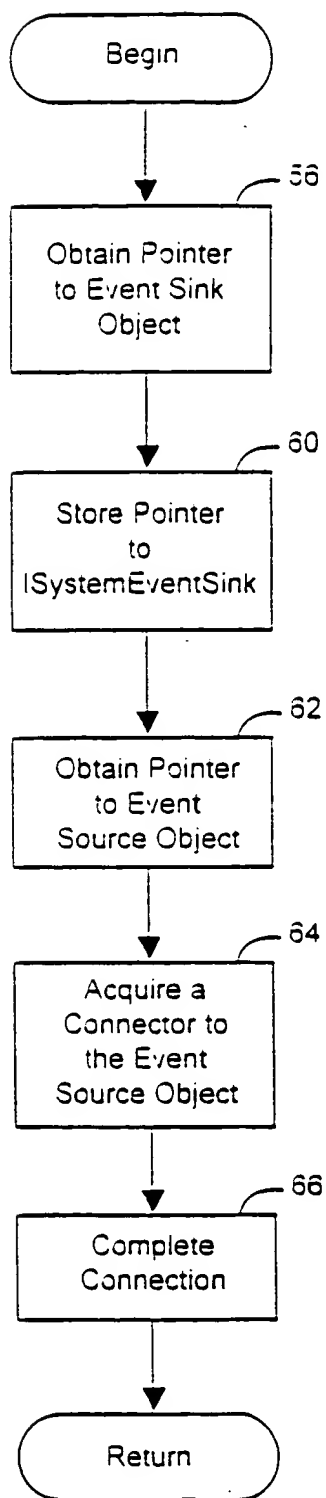 Begin
56
Obtain Pointer
to Event Sink
Object
60
Store Pointer
to
ISystemEventSink
62
Obtain Pointer
to Event
Source Object
64
Acquire a
Connector to
the Event
Source Object
66
Complete
Connection
Return